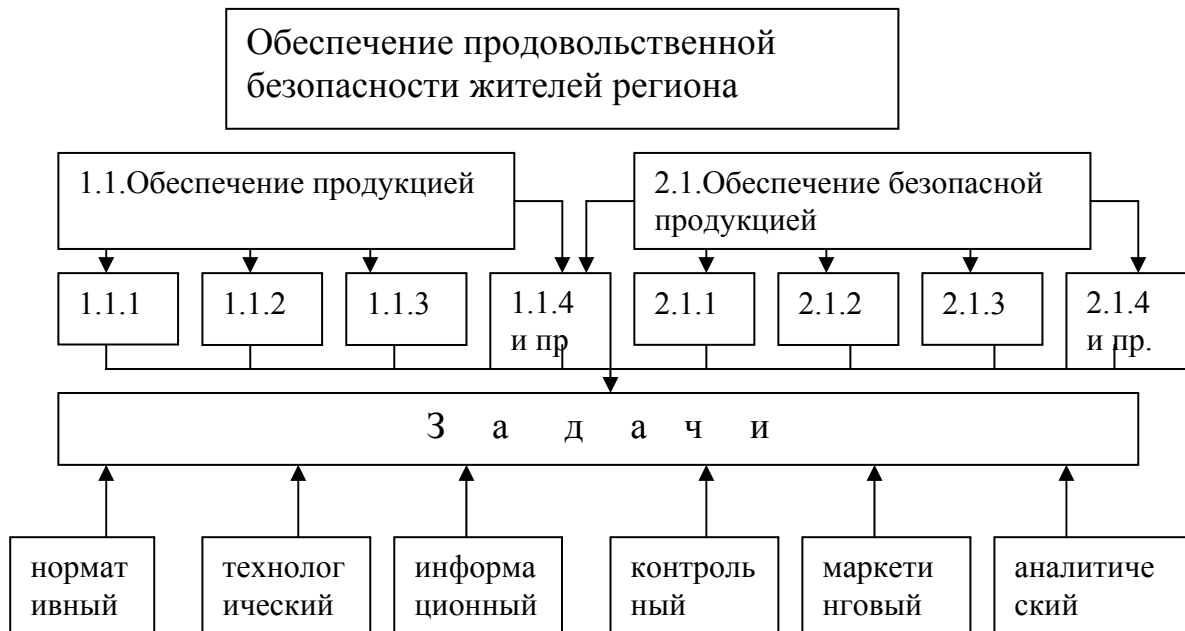 Обеспечение продовольственной
безопасности жителей региона
1.1.Обеспечение продукцией
2.1.Обеспечение безопасной
продукцией
1.1.1
1.1.2
1.1.3
1.1.4
и пр
2.1.1
2.1.2
2.1.3
2.1.4
и пр.
З а д а ч и
нормат
ивный
технолог
ический
информа
ционный
контроль
ный
маркети
нговый
аналитиче
ский